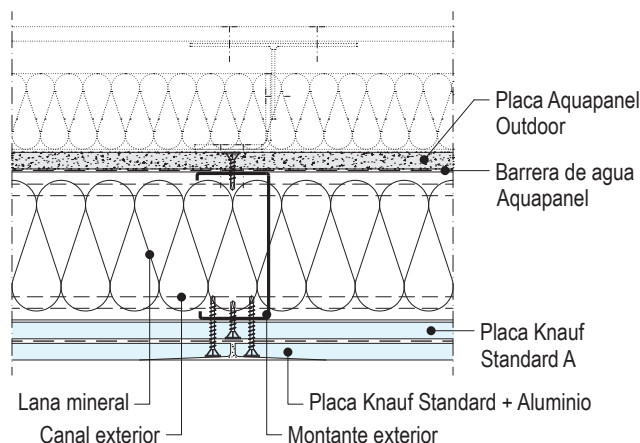 Placa Aquapanel
Outdoor
Barrera de agua
Aquapanel
Placa Knauf
Standard A
Lana mineral
Placa Knauf Standard + Aluminio
Canal exterior
Montante exterior